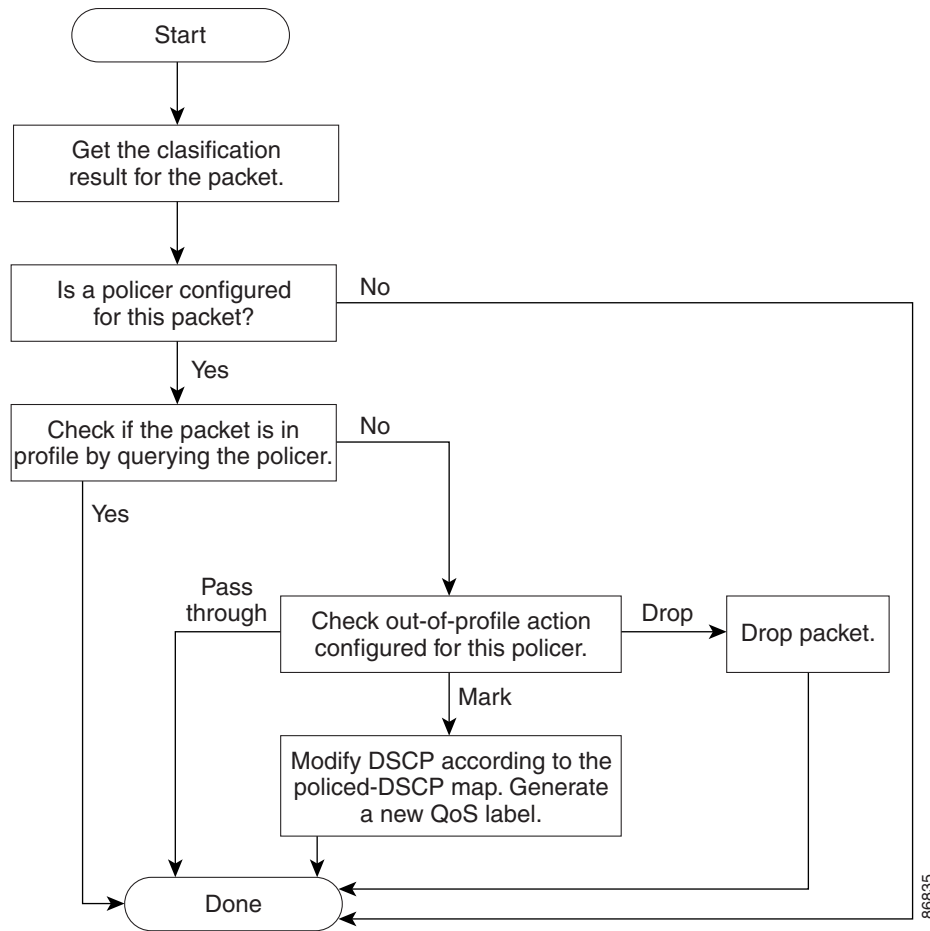 Start
Get the clasification
result for the packet.
Is a policer configured
for this packet?
No
Yes
Check if the packet is in
profile by querying the policer.
No
Yes
Pass
through
Check out-of-profile action
configured for this policer.
Drop
Drop packet.
Mark
Modify DSCP according to the
policed-DSCP map. Generate
a new QoS label.
Done
86835